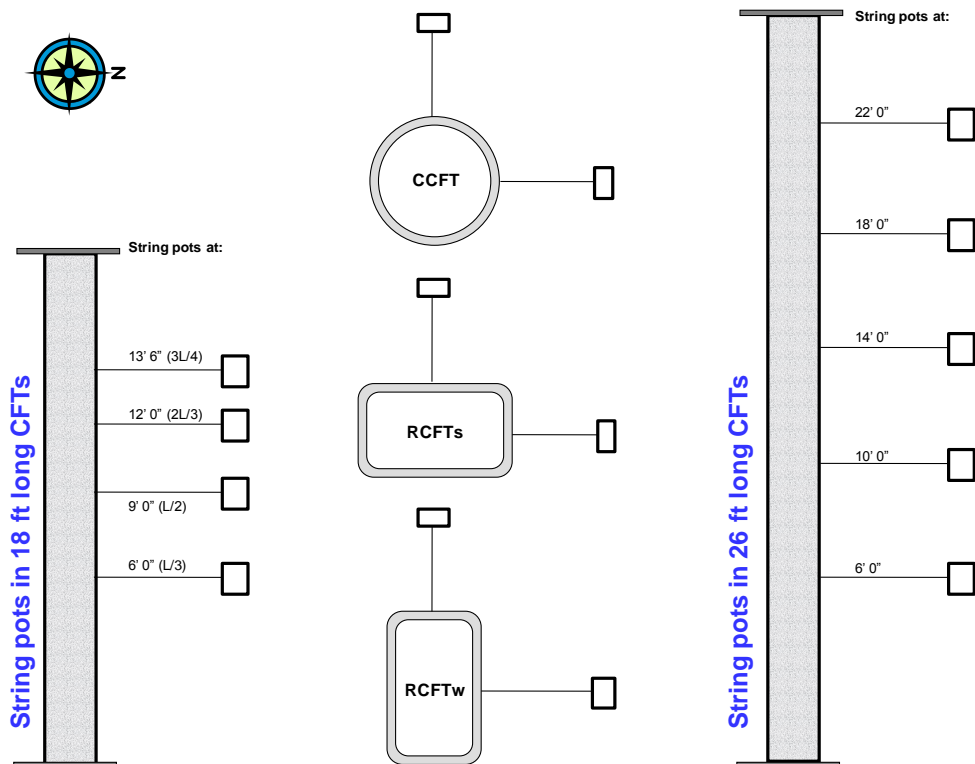 N
String pots at:
13’ 6” (3L/4)
12’ 0” (2L/3)
9’ 0” (L/2)
6’ 0” (L/3)
String pots in 18 ft long CFTs
CCFT
RCFTs
RCFTw
String pots at:
22’ 0”
18’ 0”
14’ 0”
10’ 0”
6’ 0”
String pots in 26 ft long CFTs